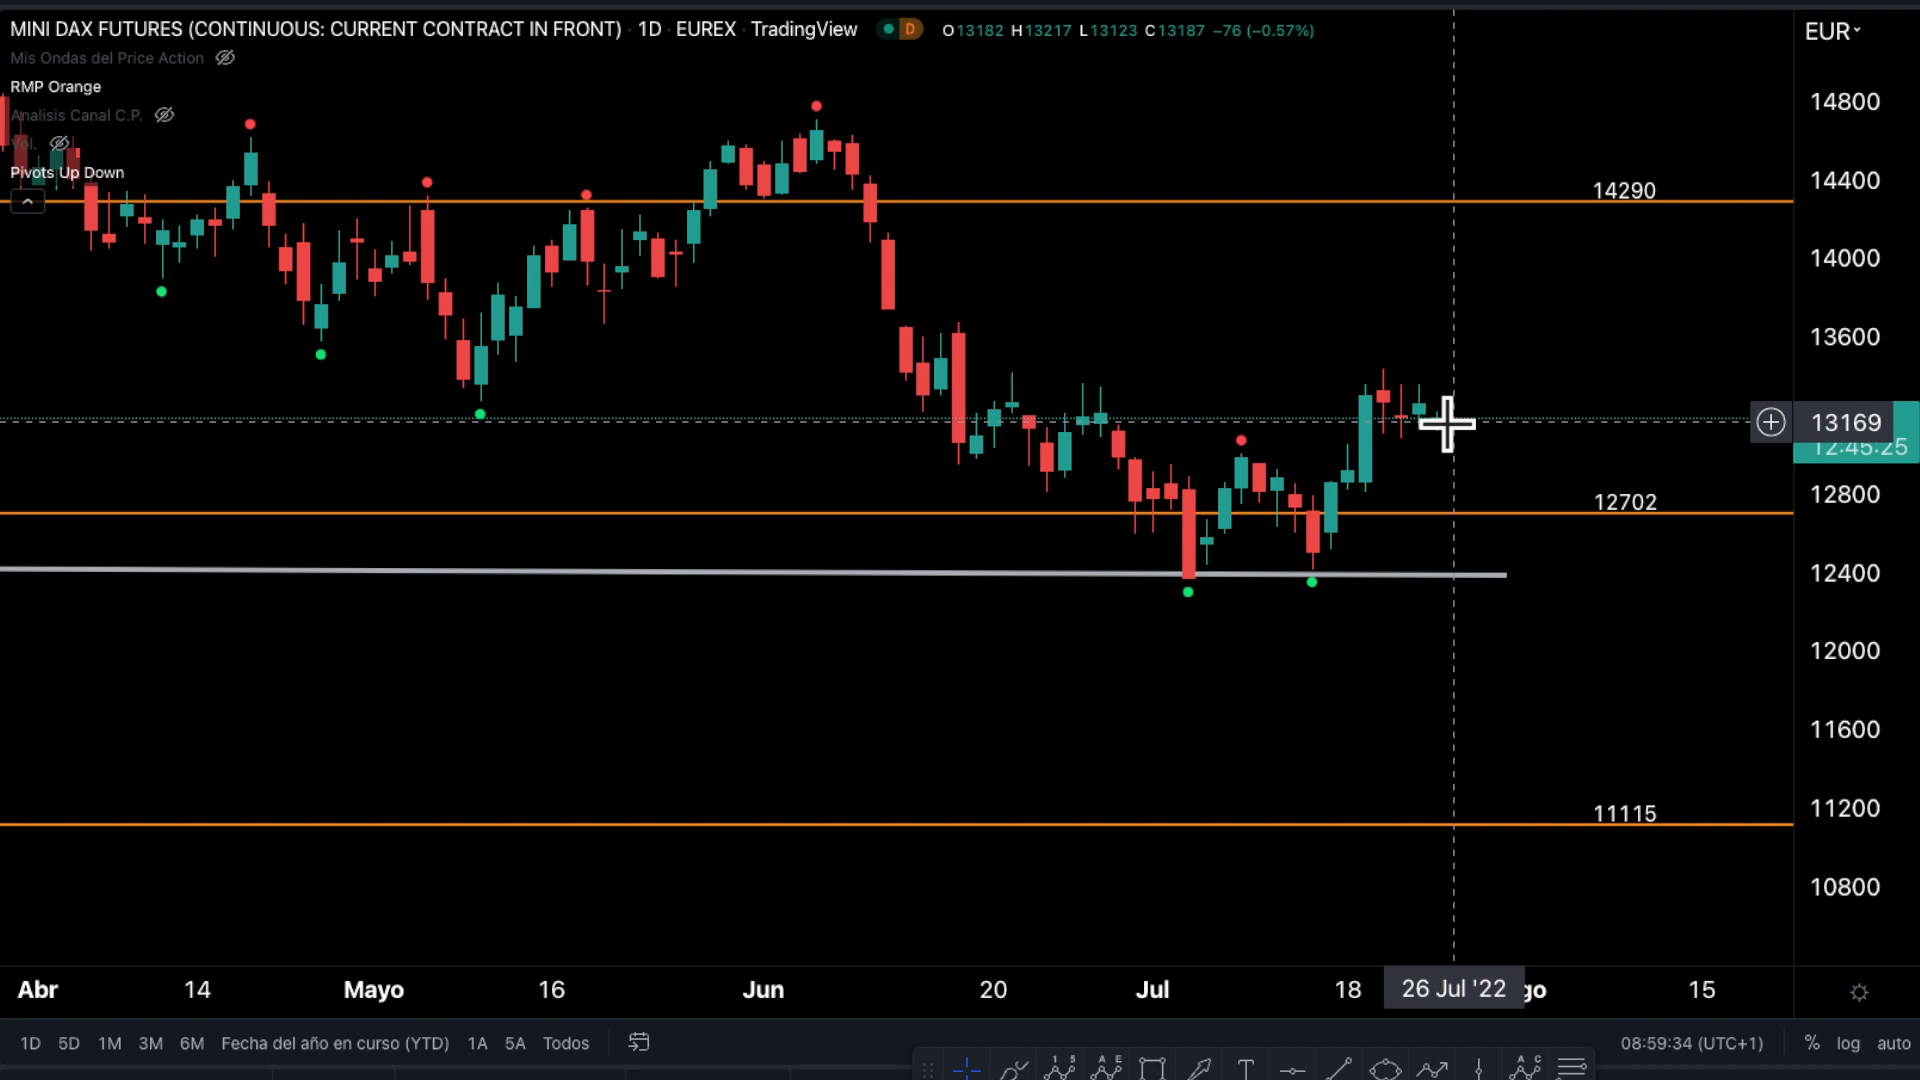 MINI DAX FUTURES (CONTINUOUS: CURRENT CONTRACT IN FRONT) · 1D · EUREX · TradingView D O13182 H13217 L13123 C13187 −76 (−0.57%) EUR
Mis Ondas del Price Action
RMP Orange
Analisis Canal C.P.
Vol.
Pivots Up Down
14800
14400
14290
14000
13600
13169
12:45:25
12800
12702
12400
12000
11600
11200
11115
10800
Abr 14 Mayo 16 Jun 20 Jul 18 26 Jul '22 go 15
1D 5D 1M 3M 6M Fecha del año en curso (YTD) 1A 5A Todos 08:59:34 (UTC+1) % log auto
1 5 A E T A C